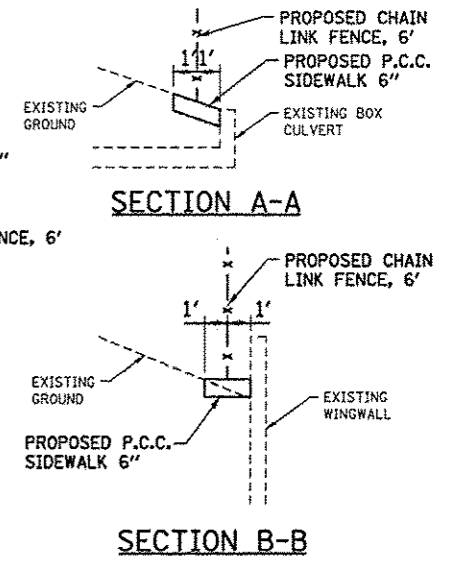 PROPOSED CHAIN
LINK FENCE, 6'
1'1'
PROPOSED P.C.C.
SIDEWALK 6"
EXISTING
GROUND
EXISTING BOX
CULVERT
"
SECTION A-A
NCE, 6'
PROPOSED CHAIN
LINK FENCE, 6'
1' 1'
EXISTING
GROUND
EXISTING
WINGWALL
PROPOSED P.C.C.
SIDEWALK 6"
SECTION B-B